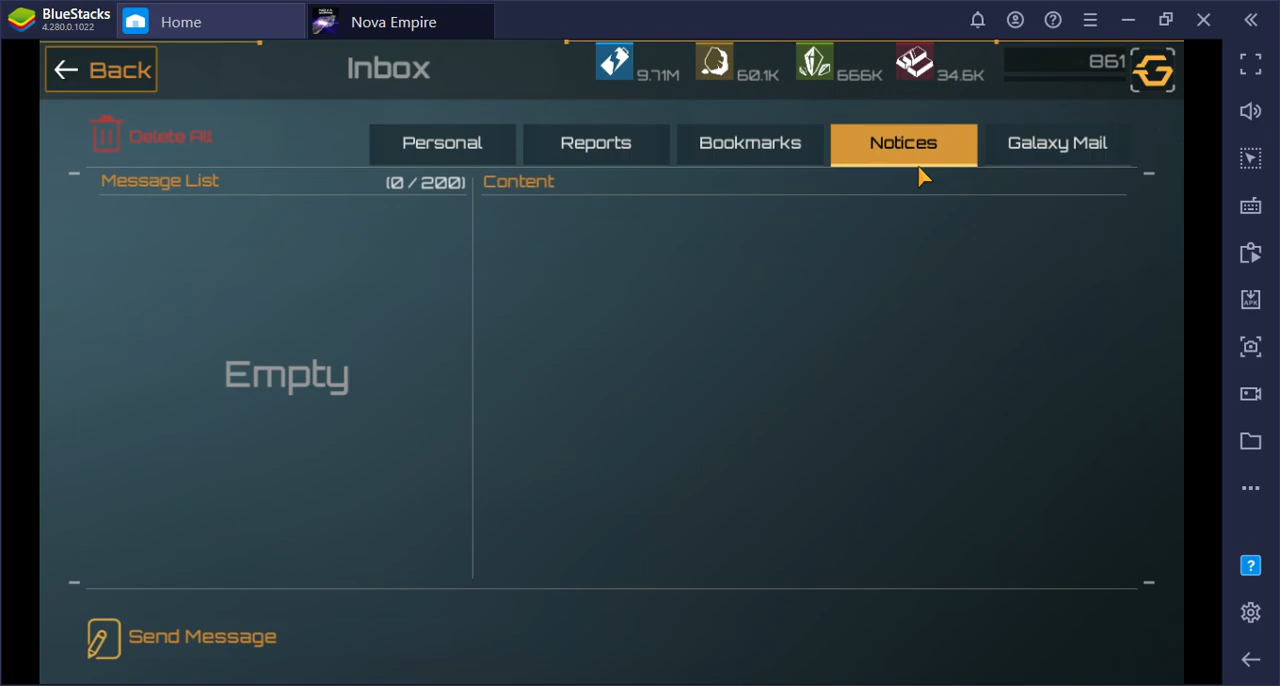 BlueStacks
4.280.0.1022
Home
Nova Empire
Back
Inbox
9.71M
60.1K
666K
34.6K
861
Delete All
Personal
Reports
Bookmarks
Notices
Galaxy Mail
Message List
(0 / 200)
Content
Empty
Send Message
APK